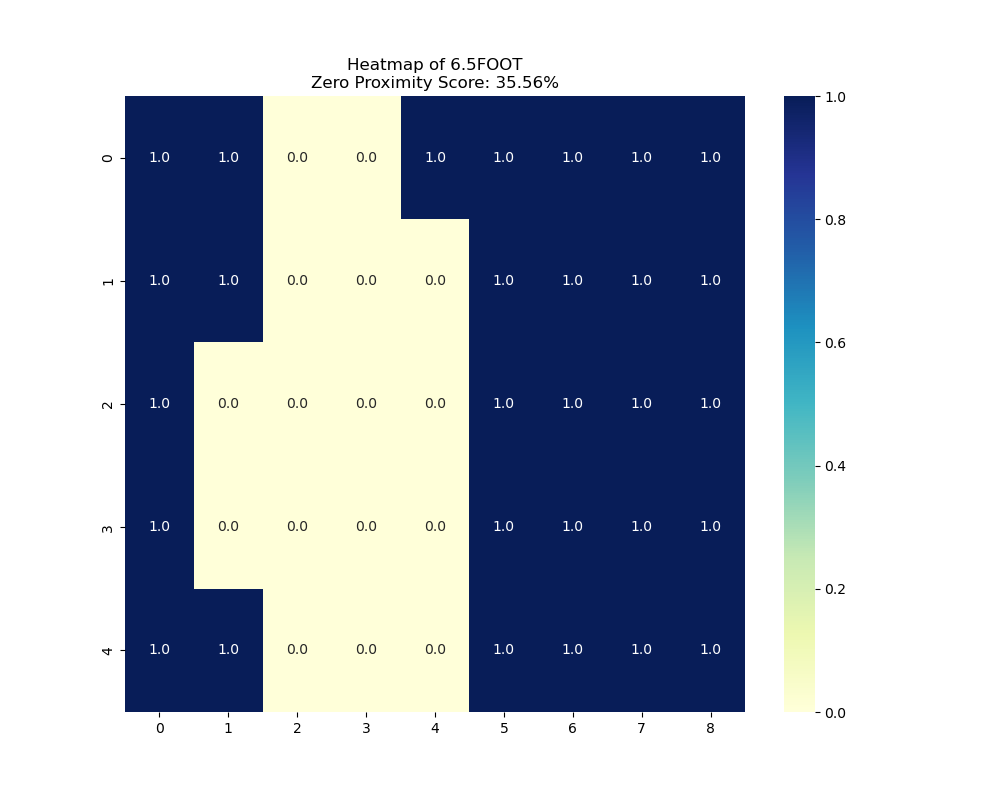 Heatmap of 6.5FOOT
Zero Proximity Score: 35.56%
0 1.0 1.0 0.0 0.0 1.0 1.0 1.0 1.0 1.0
1 1.0 1.0 0.0 0.0 0.0 1.0 1.0 1.0 1.0
2 1.0 0.0 0.0 0.0 0.0 1.0 1.0 1.0 1.0
3 1.0 0.0 0.0 0.0 0.0 1.0 1.0 1.0 1.0
4 1.0 1.0 0.0 0.0 0.0 1.0 1.0 1.0 1.0
0 1 2 3 4 5 6 7 8
1.0
0.8
0.6
0.4
0.2
0.0